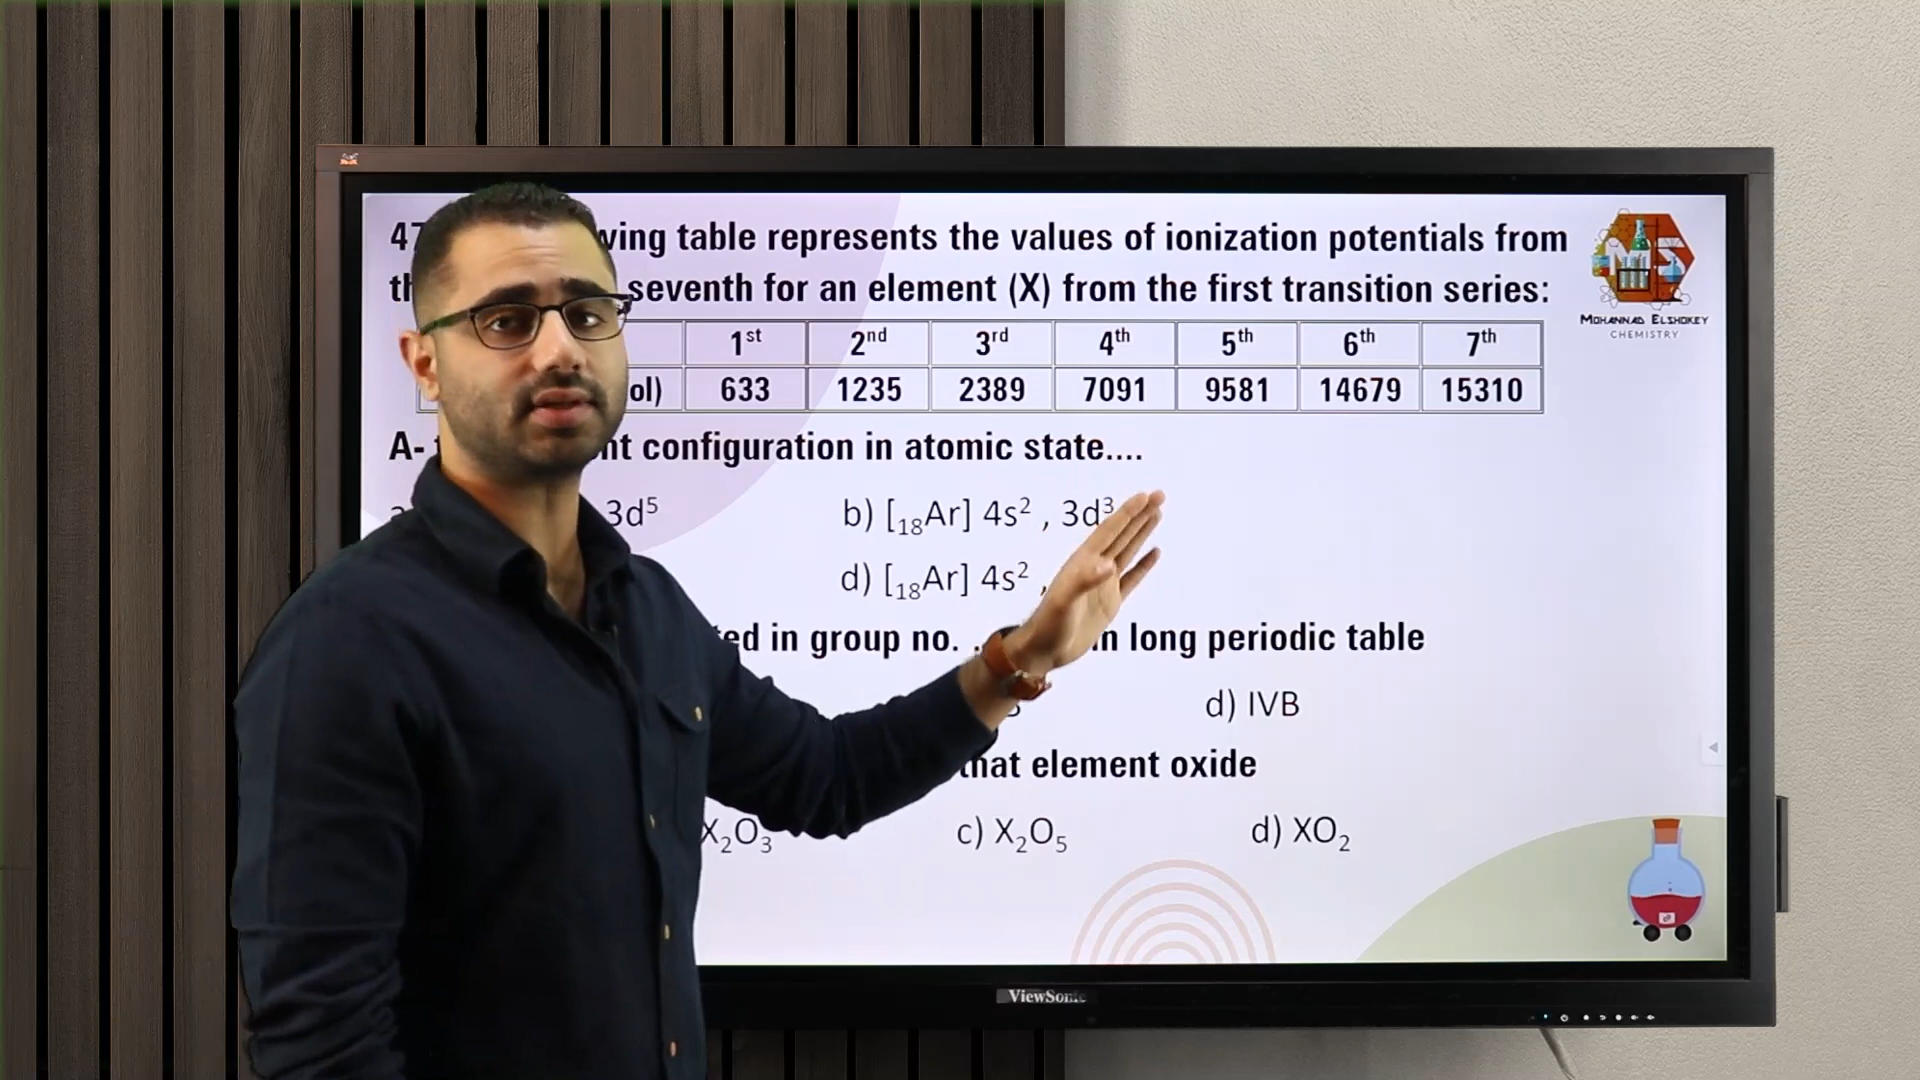 47 wing table represents the values of ionization potentials from
th seventh for an element (X) from the first transition series:
1st 2nd 3rd 4th 5th 6th 7th
ol) 633 1235 2389 7091 9581 14679 15310
A- nt configuration in atomic state....
3d⁵ b) [₁₈Ar] 4s² , 3d³
d) [₁₈Ar] 4s² ,
ed in group no. . n long periodic table
d) IVB
that element oxide
X₂O₃ c) X₂O₅ d) XO₂
MOHANNAD ELSHOKEY
CHEMISTRY
ViewSonic